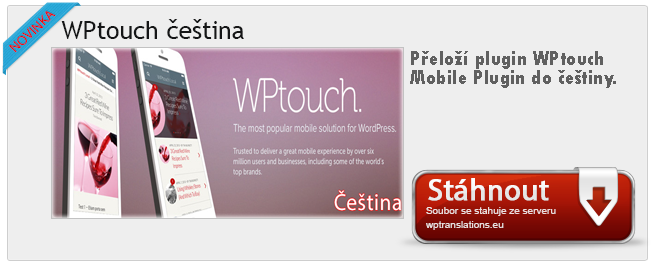 NOVINKA
WPtouch čeština
Přeloží plugin WPtouch
Mobile Plugin do češtiny.
WPtouch.
The most popular mobile solution for WordPress.
Trusted to deliver a great mobile experience by over six
million users and businesses, including some of the world's
top brands.
Čeština
Stáhnout
Soubor se stahuje ze serveru
wptranslations.eu